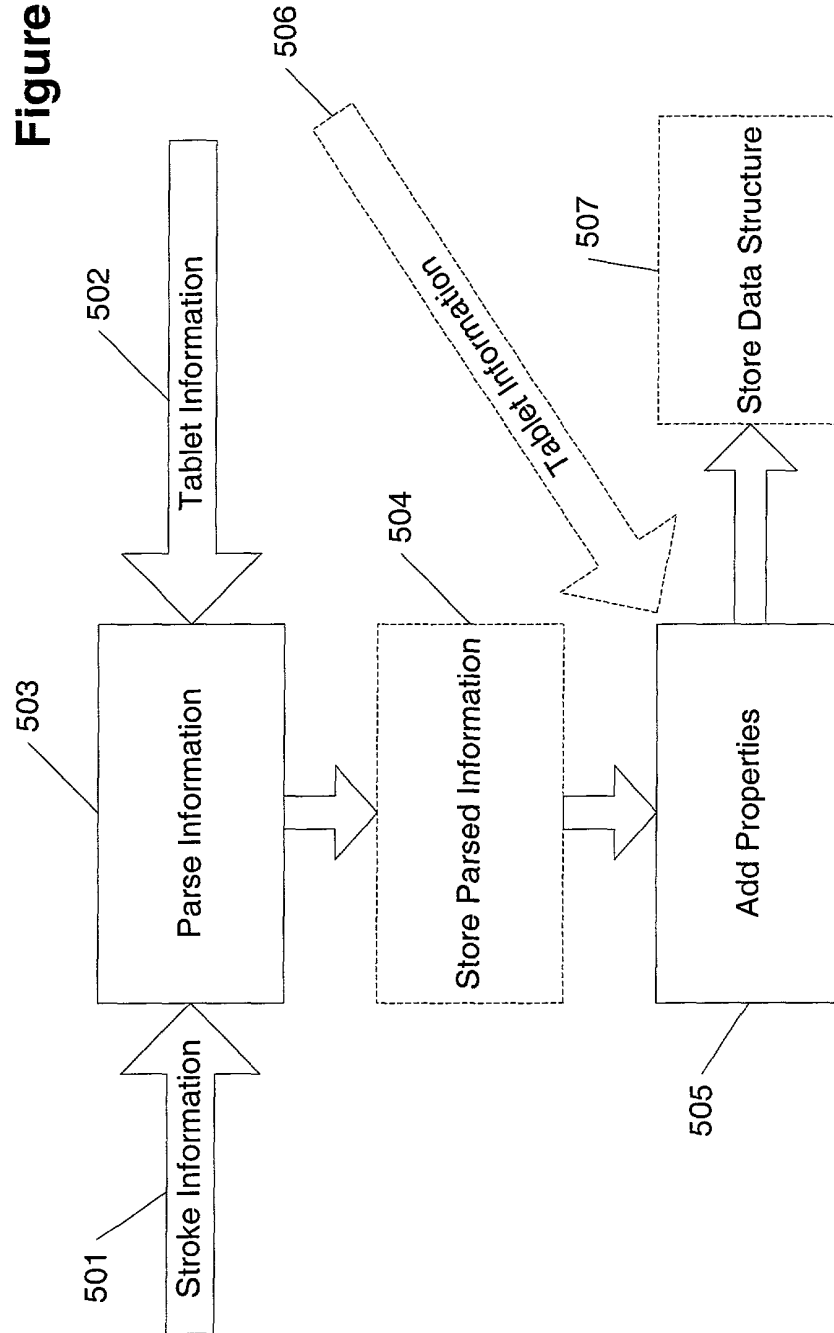 Figure
503
501
502
Stroke Information
Parse Information
Tablet Information
506
504
Store Parsed Information
Tablet Information
507
505
Add Properties
Store Data Structure